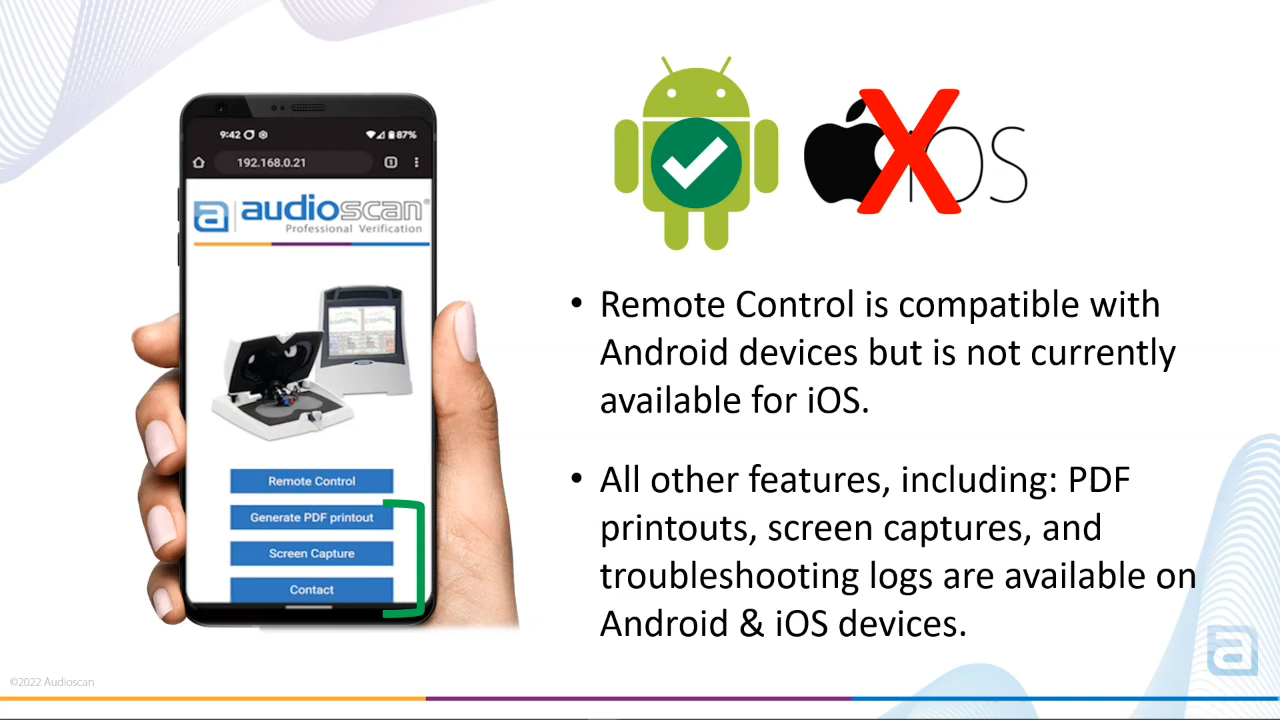 9:42
87%
192.168.0.21
1
a audioscan®
Professional Verification
Remote Control
Generate PDF printout
Screen Capture
Contact
iOS
• Remote Control is compatible with
Android devices but is not currently
available for iOS.
• All other features, including: PDF
printouts, screen captures, and
troubleshooting logs are available on
Android & iOS devices.
a
©2022 Audioscan